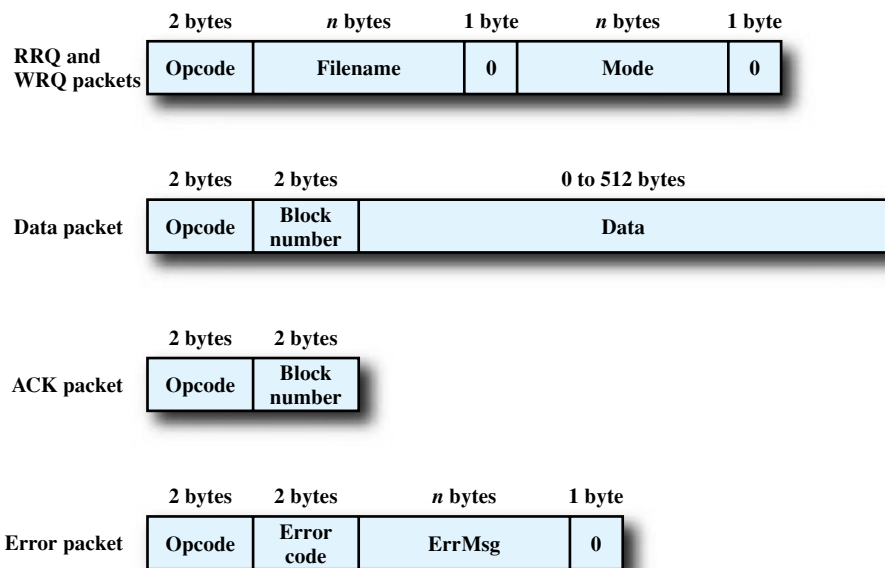 2 bytes n bytes 1 byte n bytes 1 byte
RRQ and
WRQ packets
Opcode Filename 0 Mode 0
2 bytes 2 bytes 0 to 512 bytes
Data packet Opcode Block number Data
2 bytes 2 bytes
ACK packet Opcode Block number
2 bytes 2 bytes n bytes 1 byte
Error packet Opcode Error code ErrMsg 0